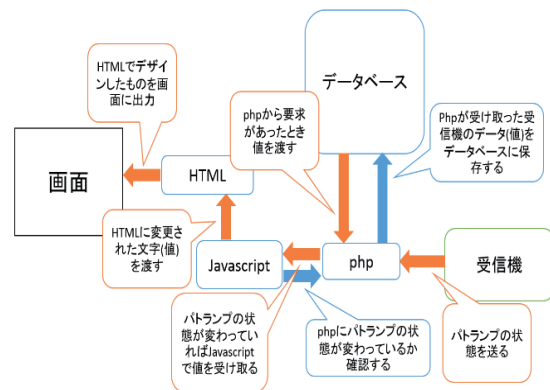 HTMLでデザイ
ンしたものを画
面に出力
データベース
phpから要求
があったとき
値を渡す
Phpが受け取った受
信機のデータ(値)を
データベースに保
存する
画面
HTML
HTMLに変更さ
れた文字(値)
を渡す
Javascript
php
受信機
パトランプの状
態が変わってい
ればJavascript
で値を受け取る
phpにパトランプの状
態が変わっているか
確認する
パトランプの状
態を送る